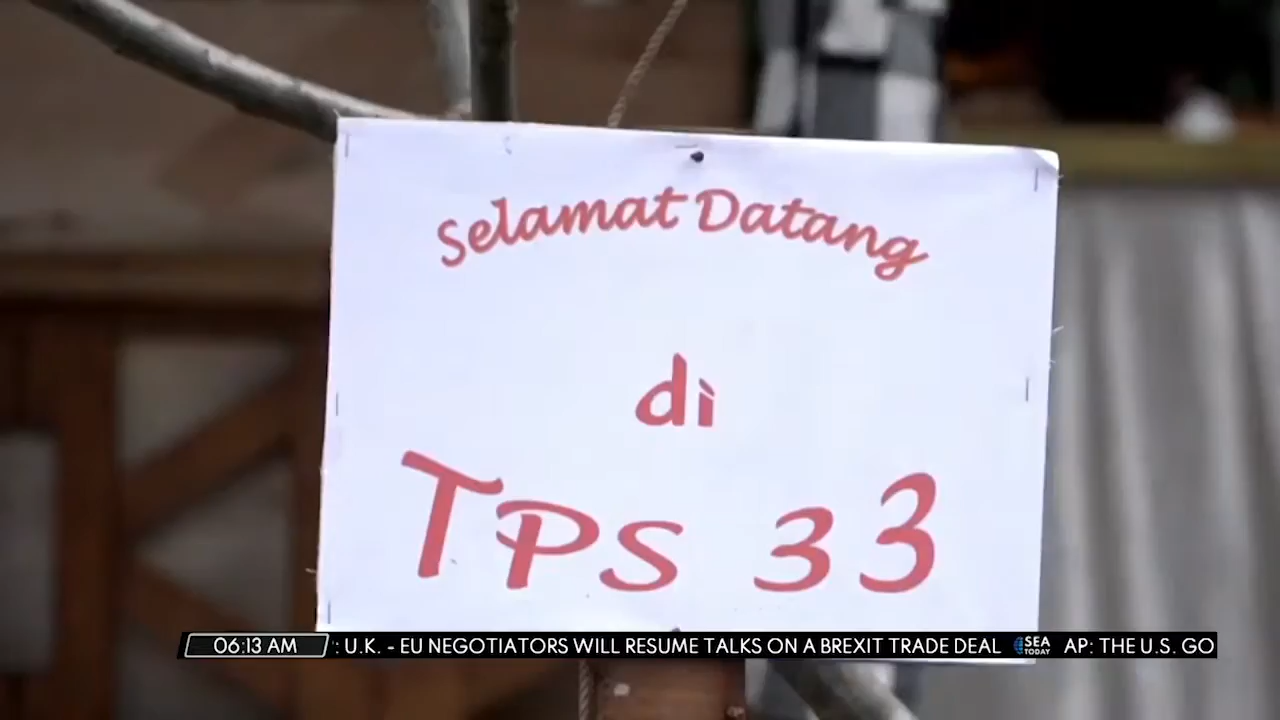 Selamat Datang
di
TPS 33
06:13 AM ': U.K. - EU NEGOTIATORS WILL RESUME TALKS ON A BREXIT TRADE DEAL SEA TODAY AP: THE U.S. GO